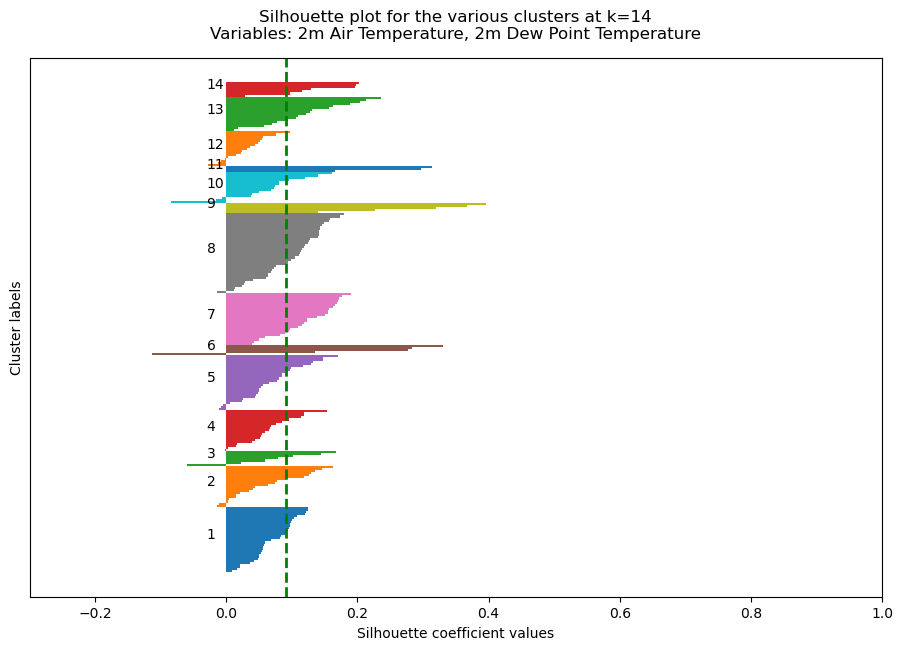 Silhouette plot for the various clusters at k=14
Variables: 2m Air Temperature, 2m Dew Point Temperature
14
13
12
11
10
9
8
7
6
5
4
3
2
1
Cluster labels
−0.2 0.0 0.2 0.4 0.6 0.8 1.0
Silhouette coefficient values